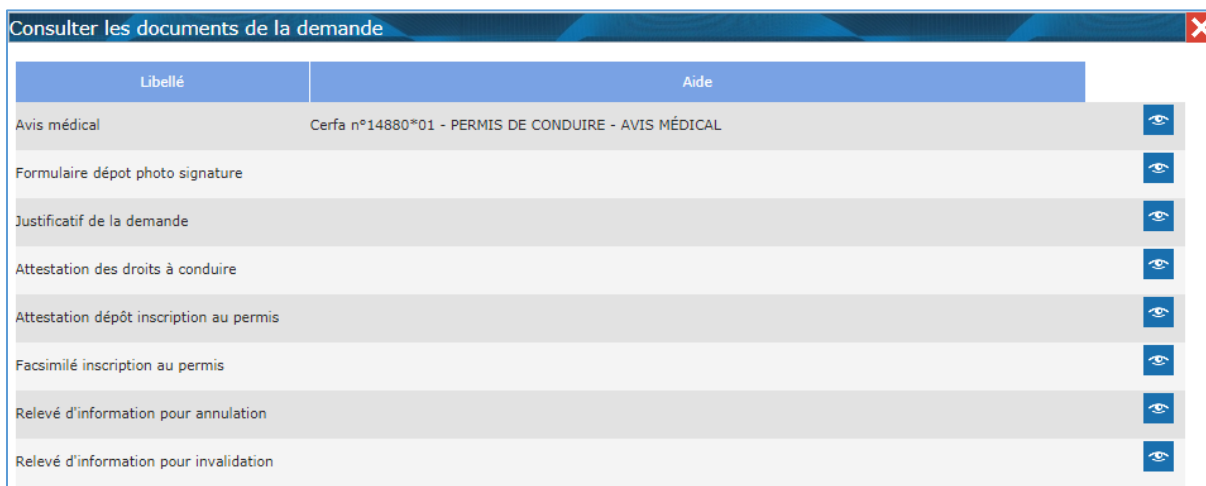 Consulter les documents de la demande
Libellé Aide
Avis médical Cerfa n°14880*01 - PERMIS DE CONDUIRE - AVIS MÉDICAL
Formulaire dépot photo signature
Justificatif de la demande
Attestation des droits à conduire
Attestation dépôt inscription au permis
Facsimilé inscription au permis
Relevé d'information pour annulation
Relevé d'information pour invalidation